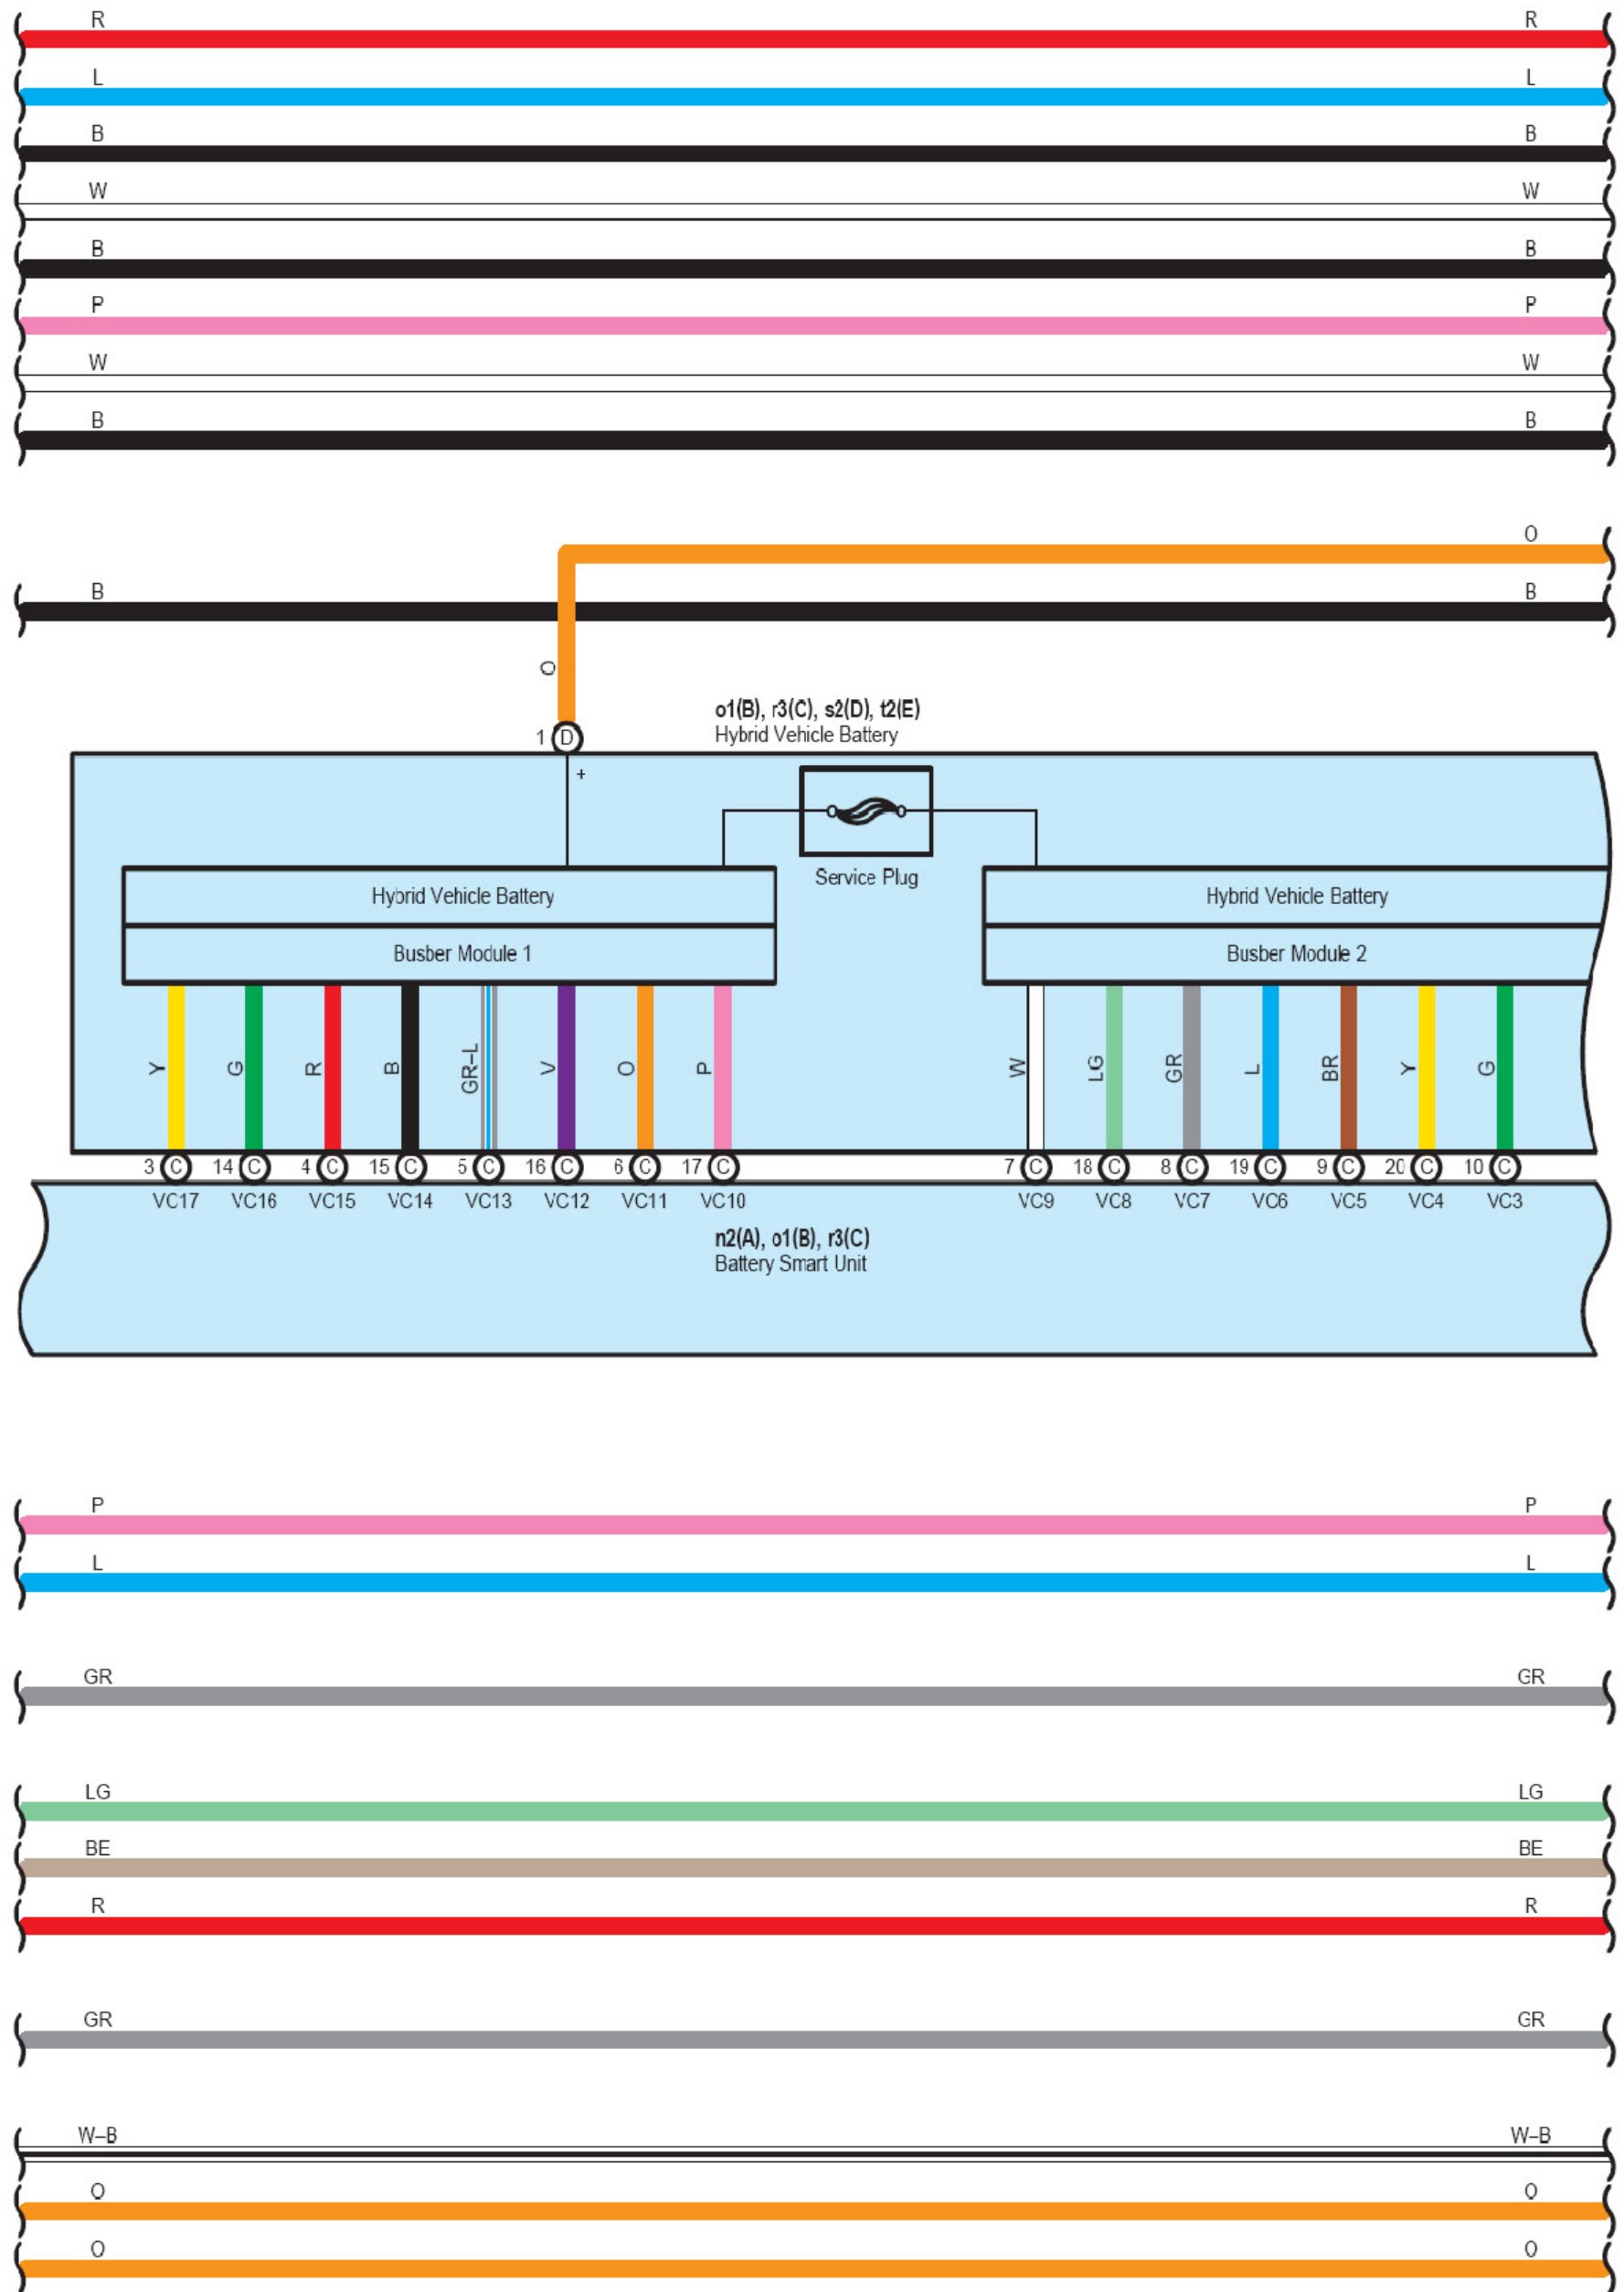 R R
L L
B B
W W
B B
P P
W W
B B
O
B B
O
o1(B), r3(C), s2(D), t2(E)
1 D Hybrid Vehicle Battery
+
Service Plug
Hybrid Vehicle Battery Hybrid Vehicle Battery
Busber Module 1 Busber Module 2
Y G R B GR–L V O P W LG GR L BR Y G
3 C 14 C 4 C 15 C 5 C 16 C 6 C 17 C 7 C 18 C 8 C 19 C 9 C 20 C 10 C
VC17 VC16 VC15 VC14 VC13 VC12 VC11 VC10 VC9 VC8 VC7 VC6 VC5 VC4 VC3
n2(A), o1(B), r3(C)
Battery Smart Unit
P P
L L
GR GR
LG LG
BE BE
R R
GR GR
W–B W–B
O O
O O